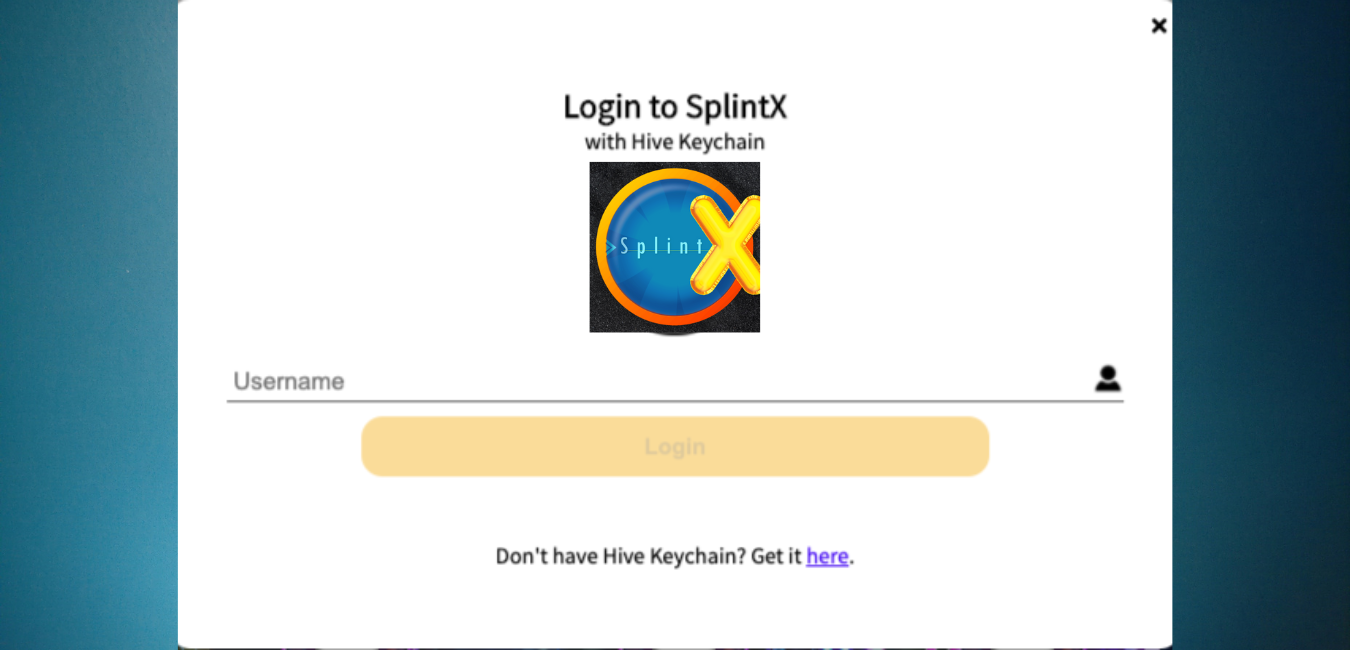 Login to SplintX
with Hive Keychain
>SplintX
Username
Login
Don't have Hive Keychain? Get it here.